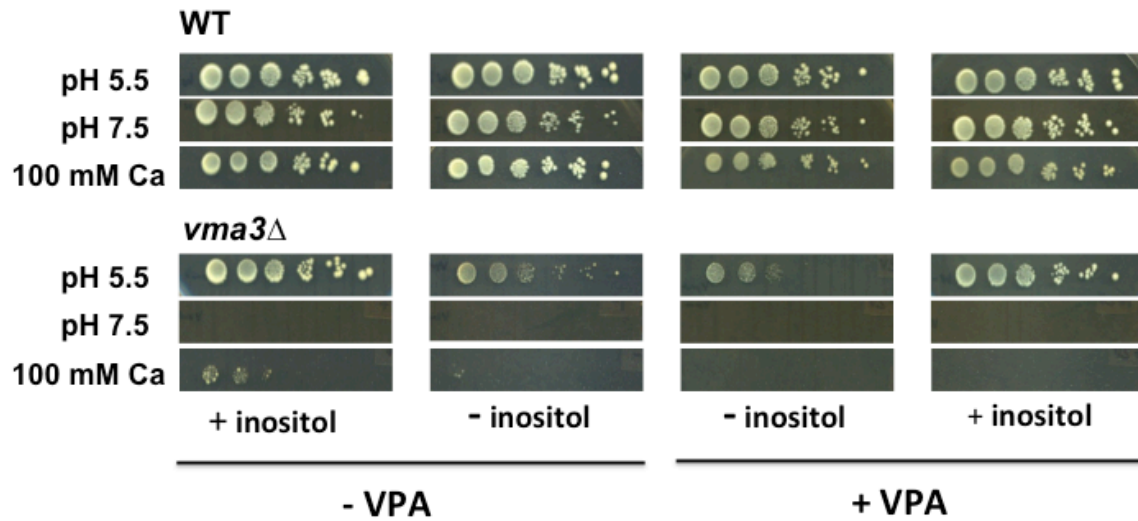 WT
pH 5.5
pH 7.5
100 mM Ca
vma3Δ
pH 5.5
pH 7.5
100 mM Ca
+ inositol - inositol - inositol + inositol
- VPA + VPA